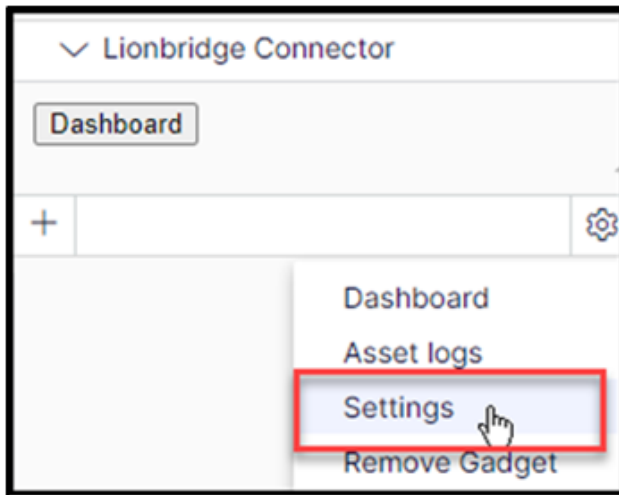 Lionbridge Connector
Dashboard
Dashboard
Asset logs
Settings
Remove Gadget